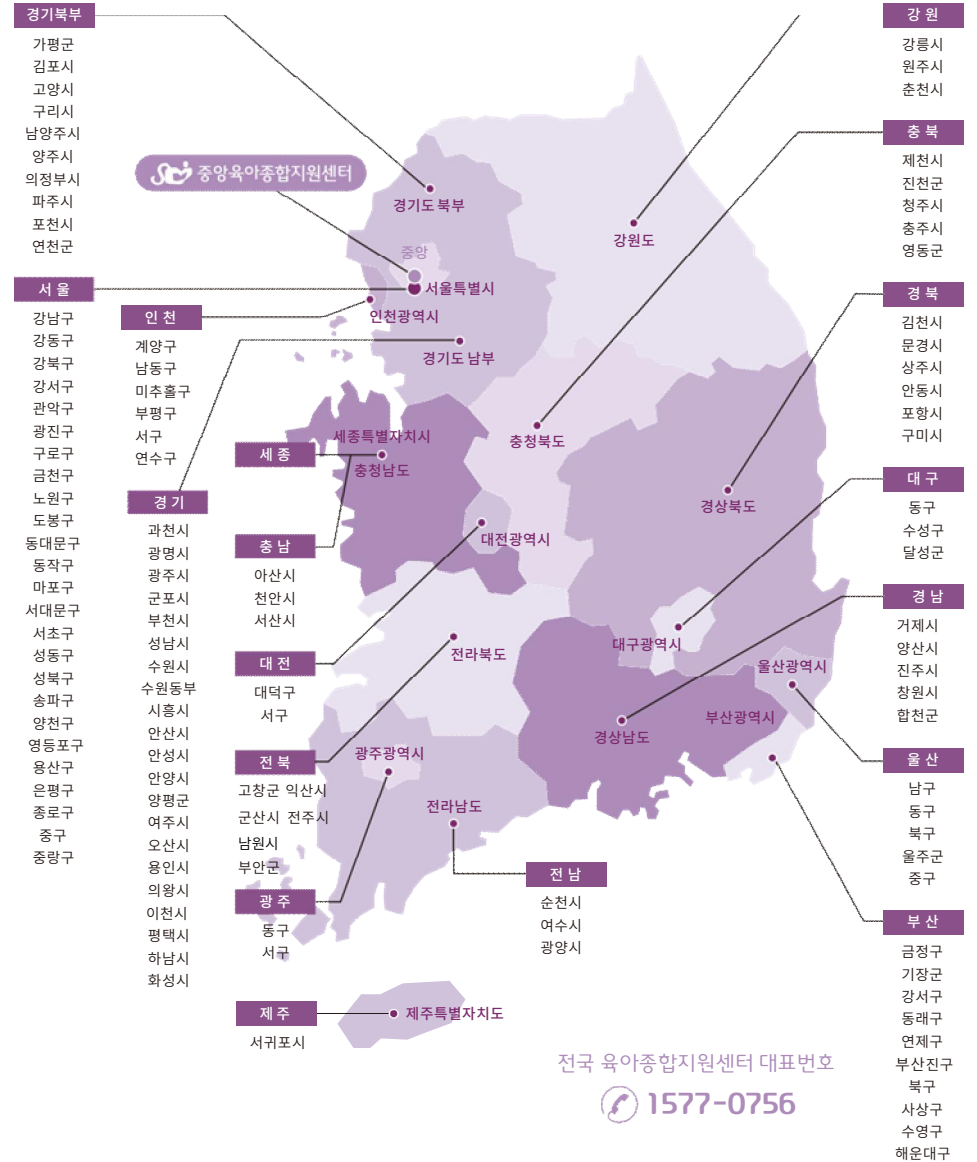 경기북부
가평군
김포시
고양시
구리시
남양주시
양주시
의정부시
파주시
포천시
연천군
서울
강남구
강동구
강북구
강서구
관악구
광진구
구로구
금천구
노원구
도봉구
동대문구
동작구
마포구
서대문구
서초구
성동구
성북구
송파구
양천구
영등포구
용산구
은평구
종로구
중구
중랑구
인천
계양구
남동구
미추홀구
부평구
서구
연수구
경기
과천시
광명시
광주시
군포시
부천시
성남시
수원시
수원동부
시흥시
안산시
안성시
안양시
양평군
여주시
오산시
용인시
의왕시
이천시
평택시
하남시
화성시
중앙육아종합지원센터
경기도 북부
중앙
서울특별시
인천광역시
경기도 남부
강원도
세종특별자치시
충청남도
충청북도
대전광역시
경상북도
전라북도
대구광역시
울산광역시
부산광역시
경상남도
광주광역시
전라남도
제주특별자치도
세종
충남
아산시
천안시
서산시
대전
대덕구
서구
전북
고창군 익산시
군산시 전주시
남원시
부안군
광주
동구
서구
제주
서귀포시
전남
순천시
여수시
광양시
강원
강릉시
원주시
춘천시
충북
제천시
진천군
청주시
충주시
영동군
경북
김천시
문경시
상주시
안동시
포항시
구미시
대구
동구
수성구
달성군
경남
거제시
양산시
진주시
창원시
합천군
울산
남구
동구
북구
울주군
중구
부산
금정구
기장군
강서구
동래구
연제구
부산진구
북구
사상구
수영구
해운대구
전국 육아종합지원센터 대표번호
1577-0756